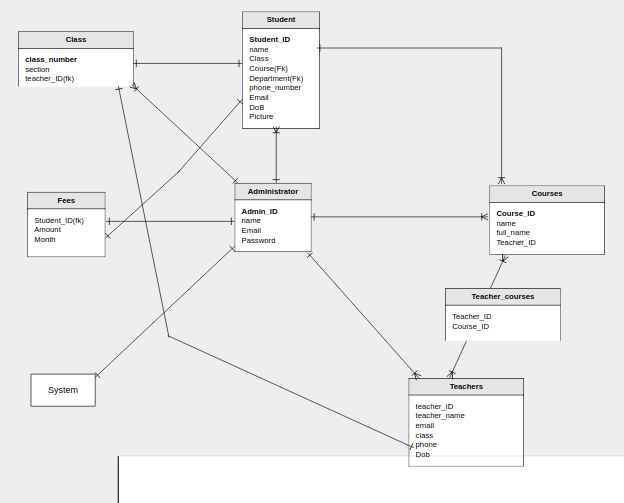 Student
Student_ID
name
Class
Course(Fk)
Department(Fk)
phone_number
Email
DoB
Picture
Class
class_number
section
teacher_ID(fk)
Fees
Student_ID(fk)
Amount
Month
Administrator
Admin_ID
name
Email
Password
Courses
Course_ID
name
full_name
Teacher_ID
Teacher_courses
Teacher_ID
Course_ID
System
Teachers
teacher_ID
teacher_name
email
class
phone
Dob